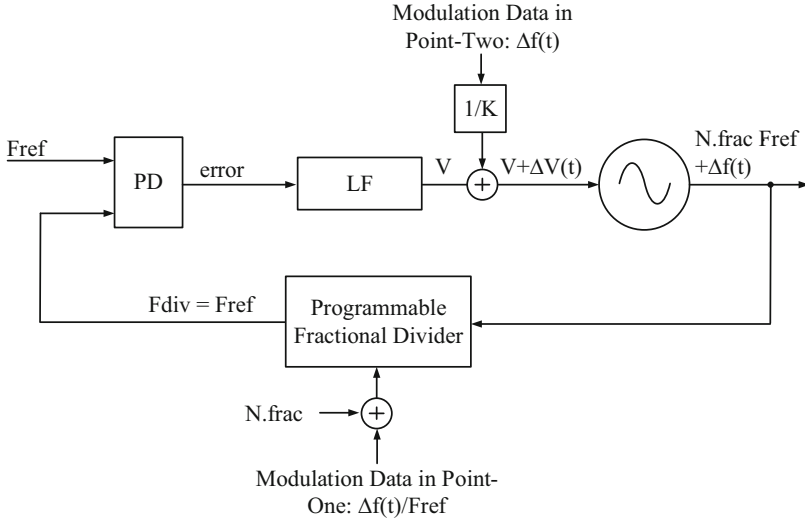 Modulation Data in
Point-Two: Δf(t)
1/K
Fref
PD
error
LF
V
V+ΔV(t)
N.frac Fref
+Δf(t)
Fdiv = Fref
Programmable
Fractional Divider
N.frac
Modulation Data in Point-
One: Δf(t)/Fref